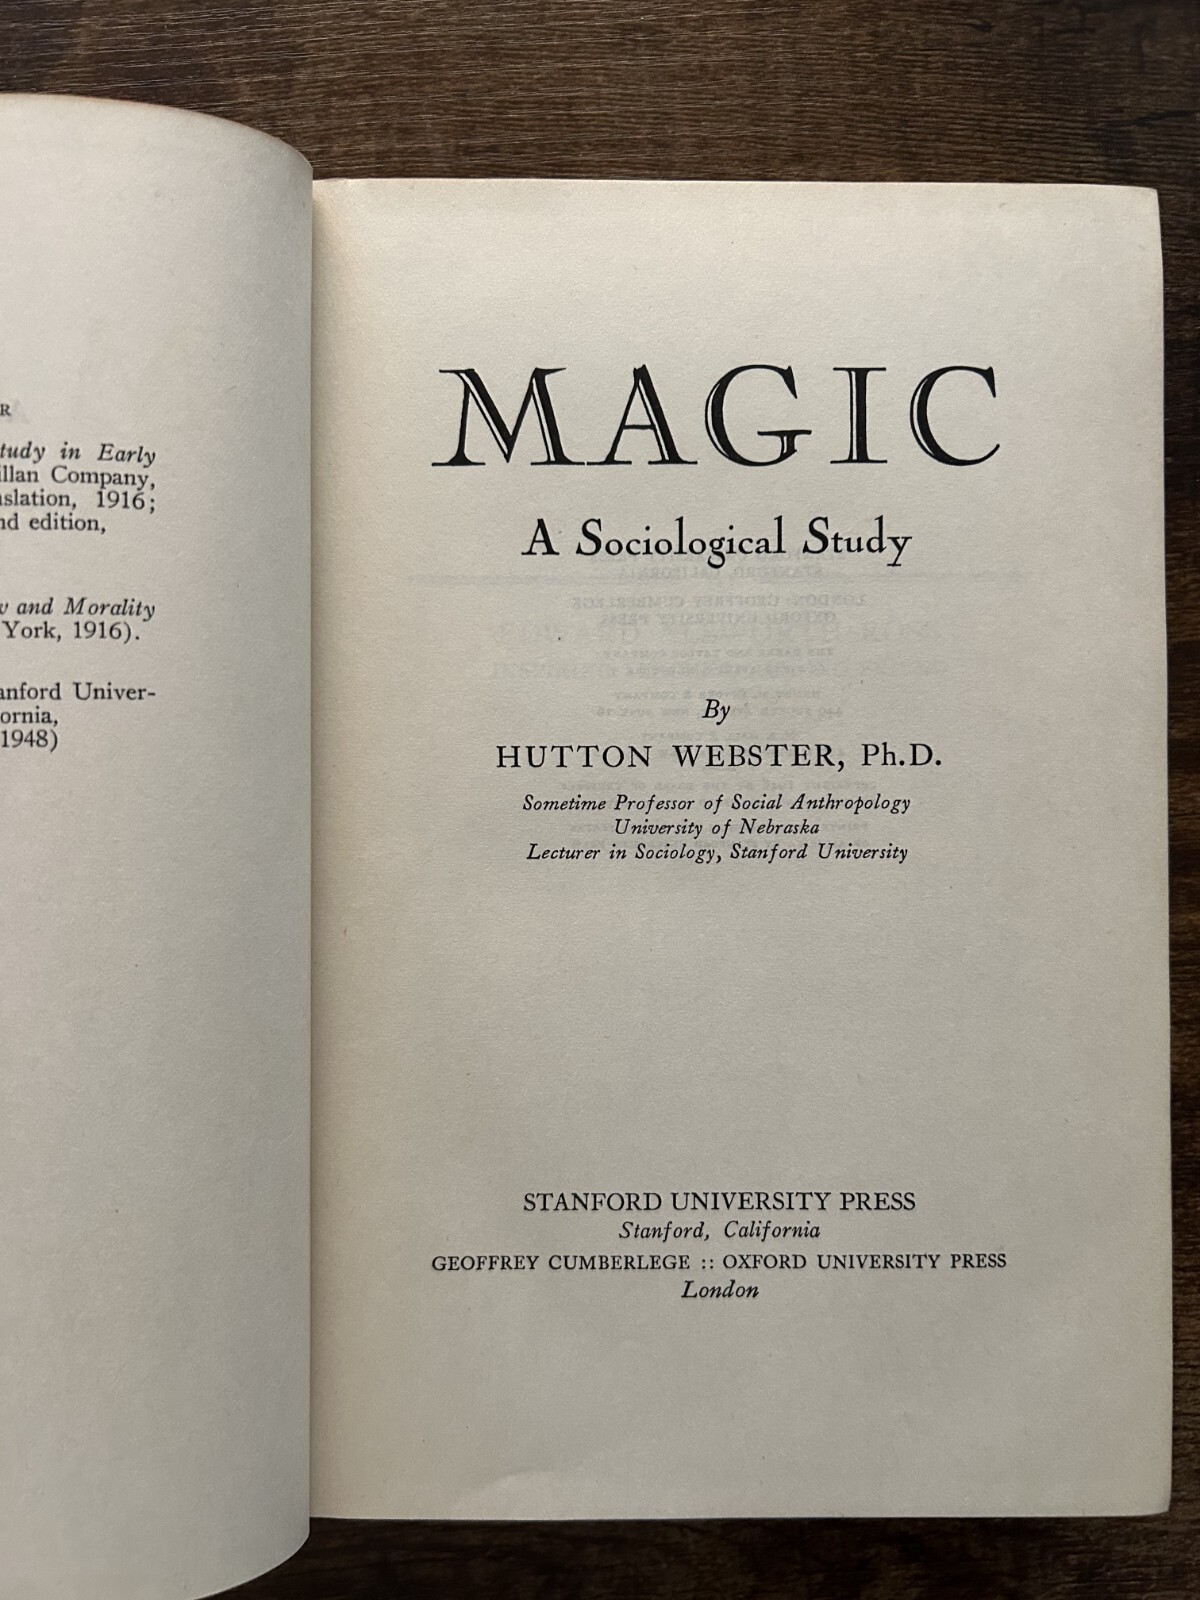 R
tudy in Early
illan Company,
nslation, 1916;
nd edition,
w and Morality
York, 1916).
anford Univer-
ornia,
1948)
MAGIC
A Sociological Study
By
HUTTON WEBSTER, Ph.D.
Sometime Professor of Social Anthropology
University of Nebraska
Lecturer in Sociology, Stanford University
STANFORD UNIVERSITY PRESS
Stanford, California
GEOFFREY CUMBERLEGE :: OXFORD UNIVERSITY PRESS
London